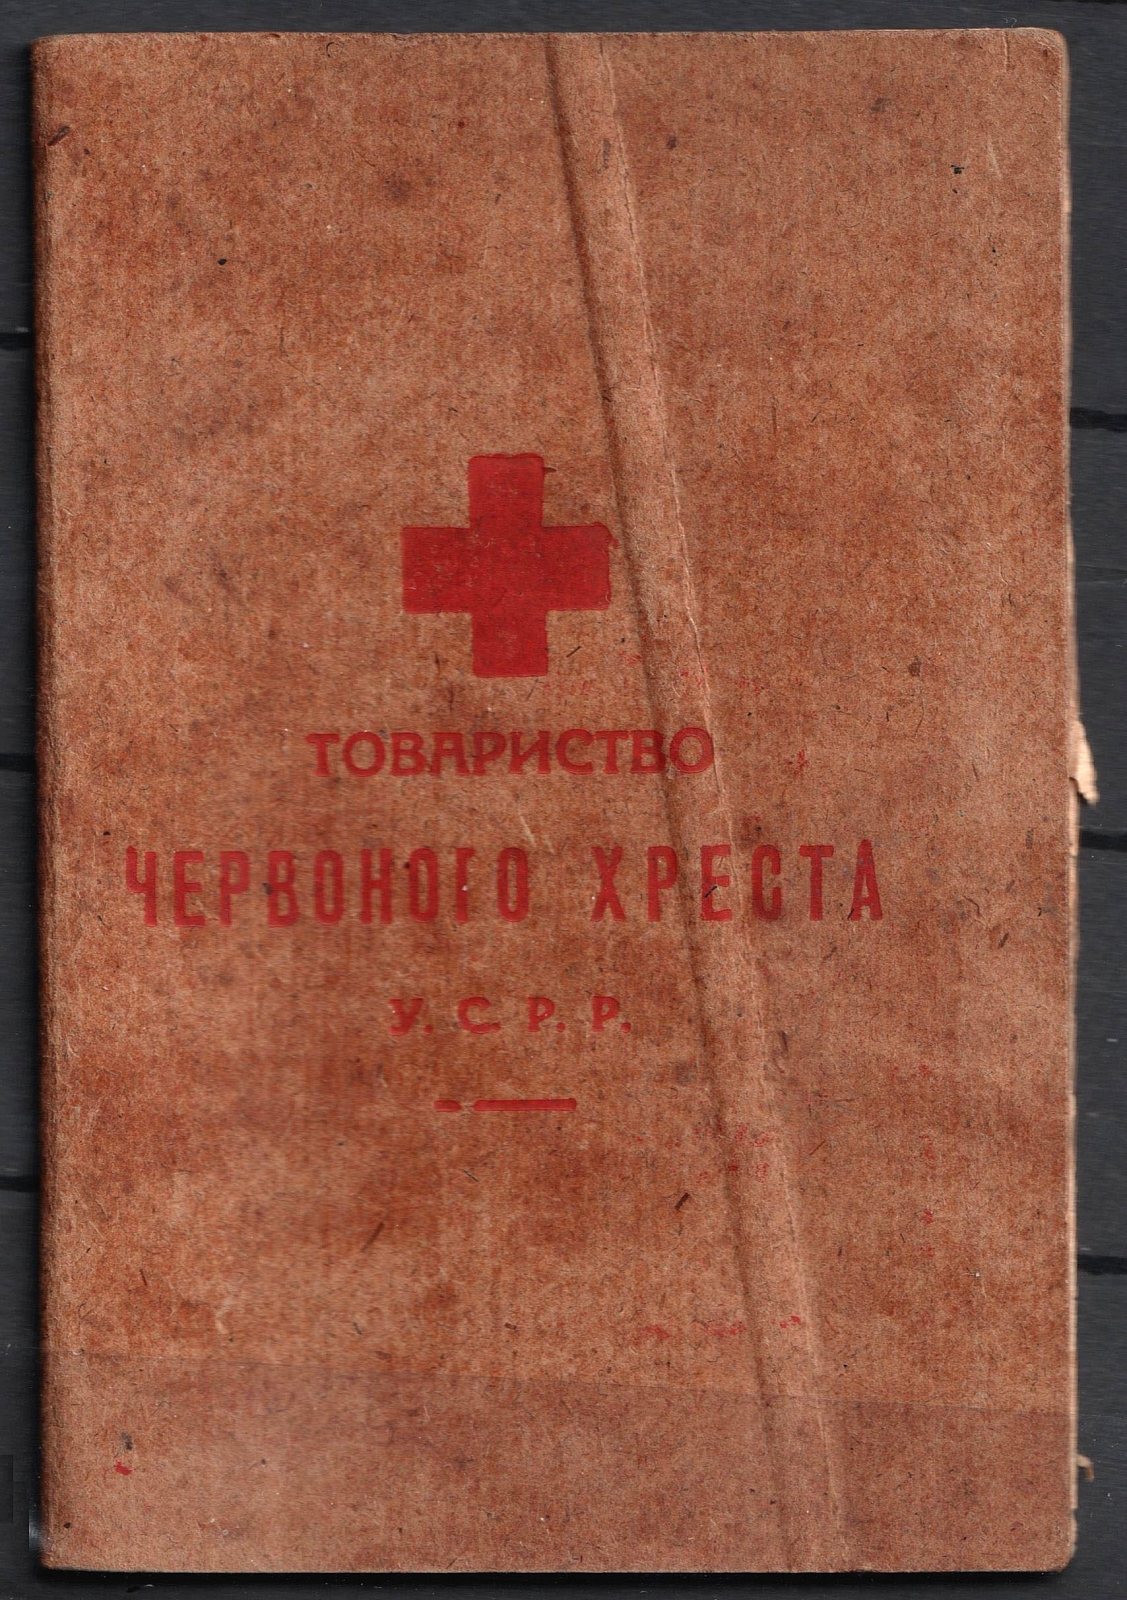 ТОВАРИСТВО
ЧЕРВОНОГО ХРЕСТА
У. С. Р. Р.